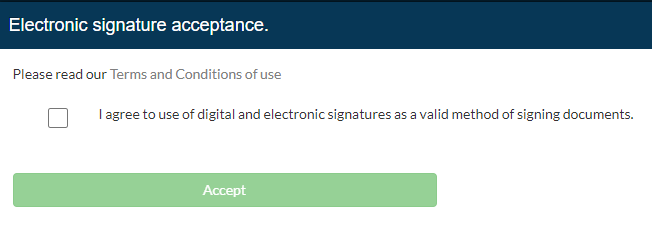 Electronic signature acceptance.
Please read our Terms and Conditions of use
I agree to use of digital and electronic signatures as a valid method of signing documents.
Accept